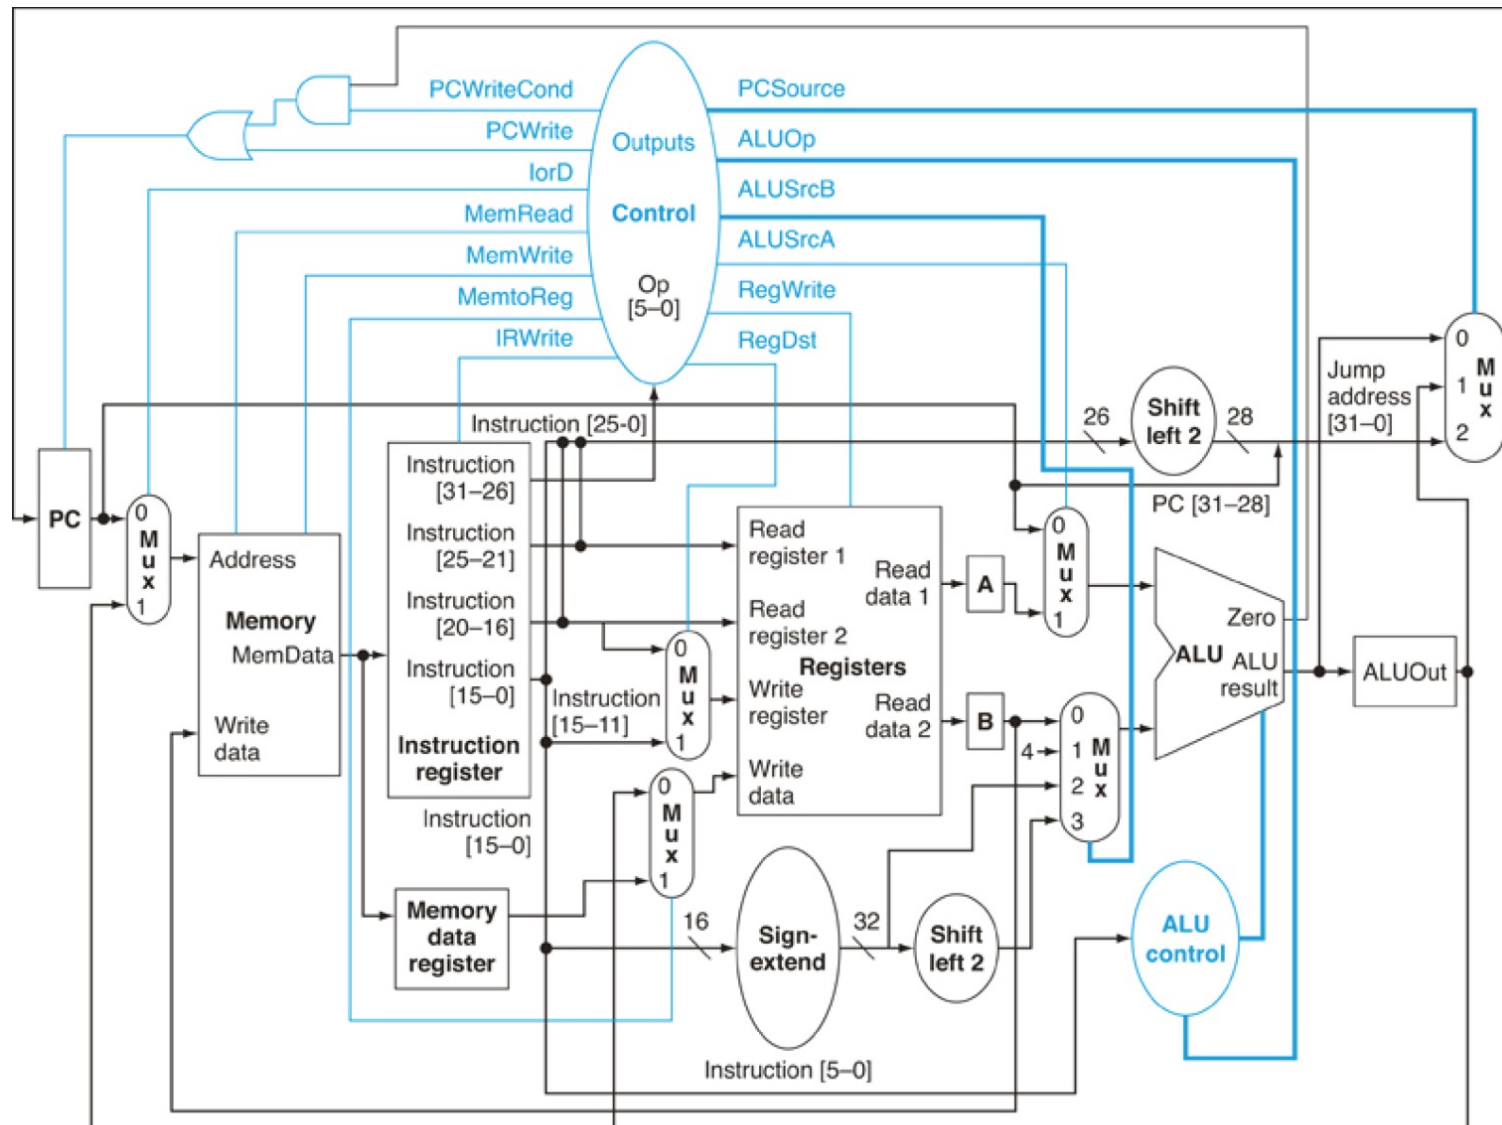 PCWriteCond
PCWrite
IorD
MemRead
MemWrite
MemtoReg
IRWrite
Outputs
Control
Op
[5–0]
PCSource
ALUOp
ALUSrcB
ALUSrcA
RegWrite
RegDst
Instruction [25-0]
26
Shift
left 2
28
Jump
address
[31–0]
0
1
2
M
u
x
PC [31–28]
PC
0
M
u
x
1
Address
Memory
MemData
Write
data
Instruction
[31–26]
Instruction
[25–21]
Instruction
[20–16]
Instruction
[15–0]
Instruction
register
Instruction
[15–11]
0
M
u
x
1
Read
register 1
Read
register 2
Registers
Write
register
Write
data
Read
data 1
Read
data 2
A
B
0
M
u
x
1
0
4
1
2
3
M
u
x
Zero
ALU
ALU
result
ALUOut
Instruction
[15–0]
Memory
data
register
0
M
u
x
1
16
Sign-
extend
32
Shift
left 2
ALU
control
Instruction [5–0]